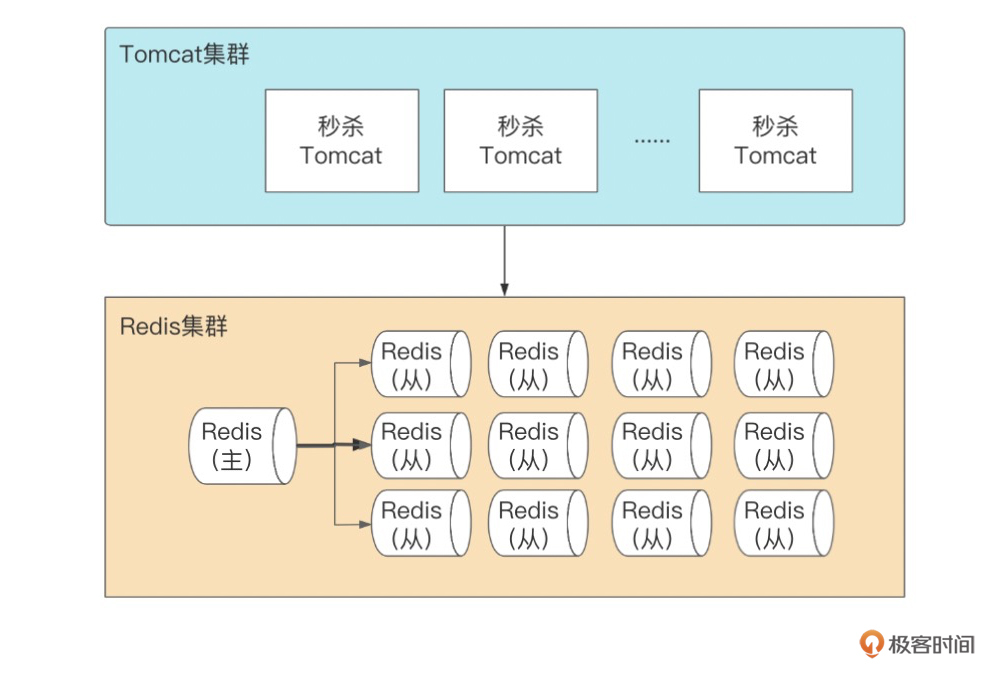 Tomcat集群
秒杀
Tomcat
秒杀
Tomcat
......
秒杀
Tomcat
Redis集群
Redis
(主)
Redis
(从)
Redis
(从)
Redis
(从)
Redis
(从)
Redis
(从)
Redis
(从)
Redis
(从)
Redis
(从)
Redis
(从)
Redis
(从)
Redis
(从)
Redis
(从)
极客时间